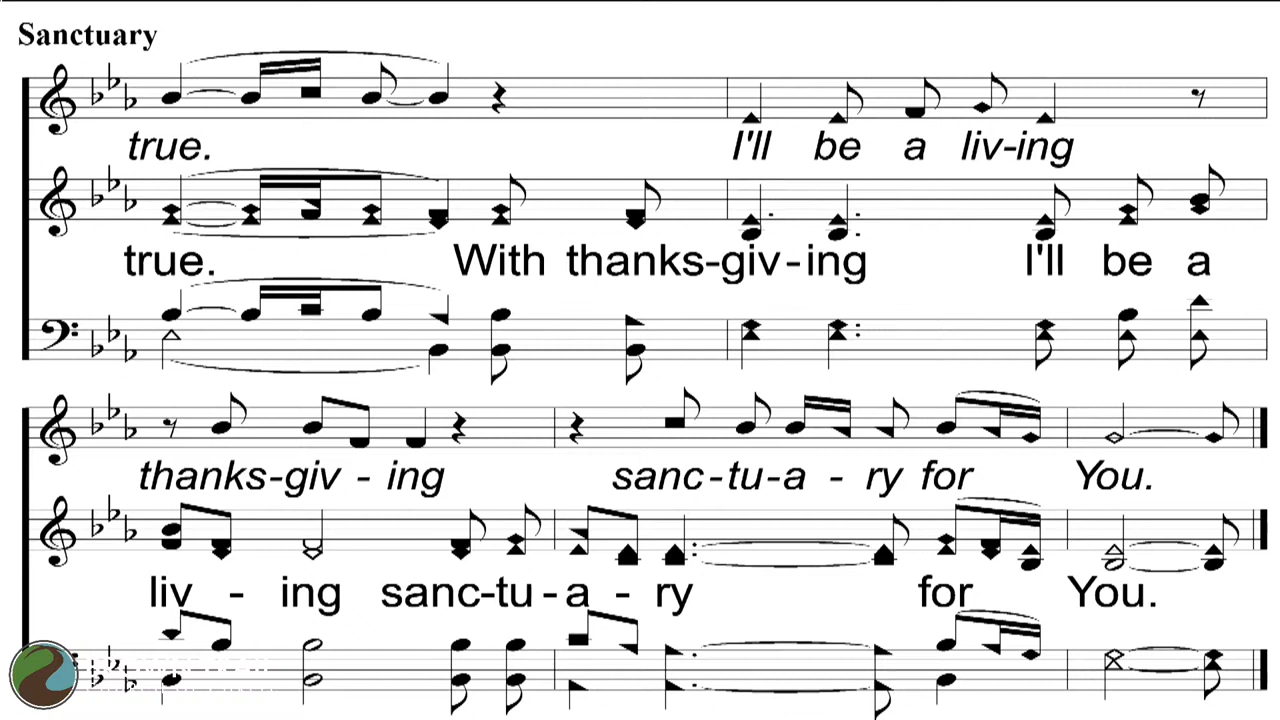 Sanctuary
true. I'll be a liv-ing
true. With thanks-giv-ing I'll be a
thanks-giv - ing sanc-tu-a - ry for You.
liv - ing sanc-tu-a - ry for You.